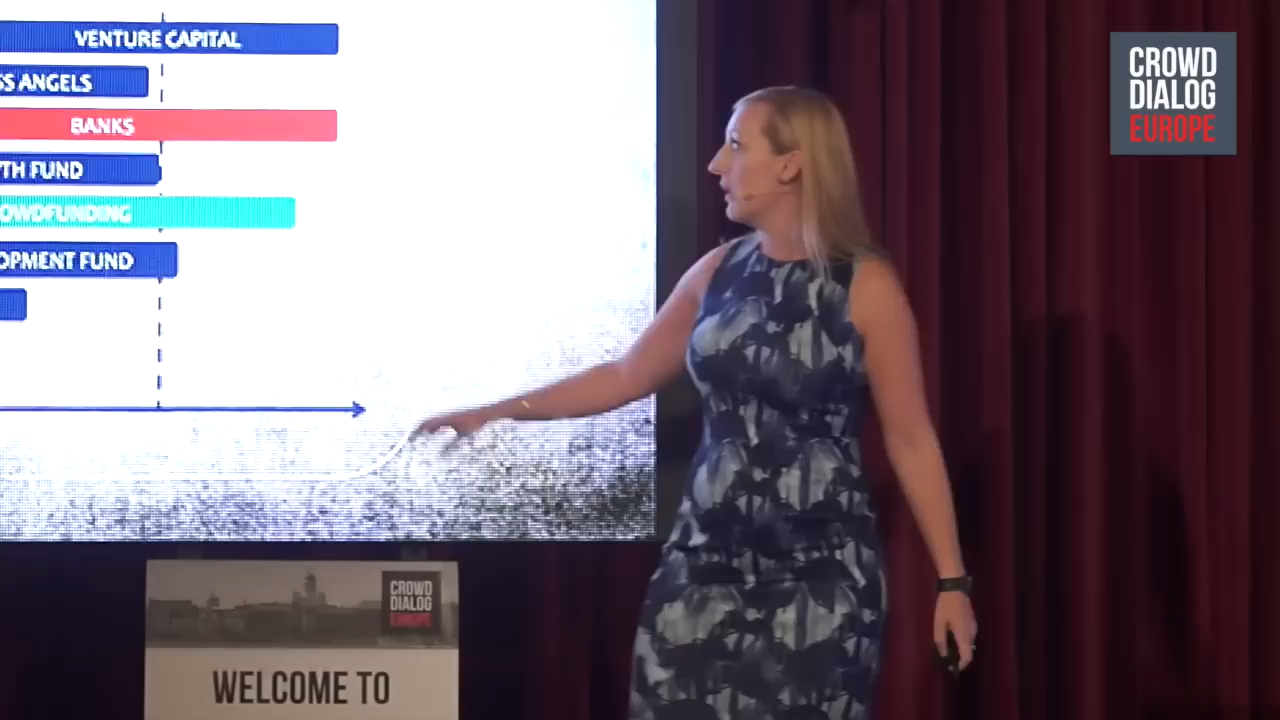 VENTURE CAPITAL
SS ANGELS
BANKS
TH FUND
OWDFUNDING
OPMENT FUND
CROWD
DIALOG
EUROPE
CROWD
DIALOG
EUROPE
WELCOME TO